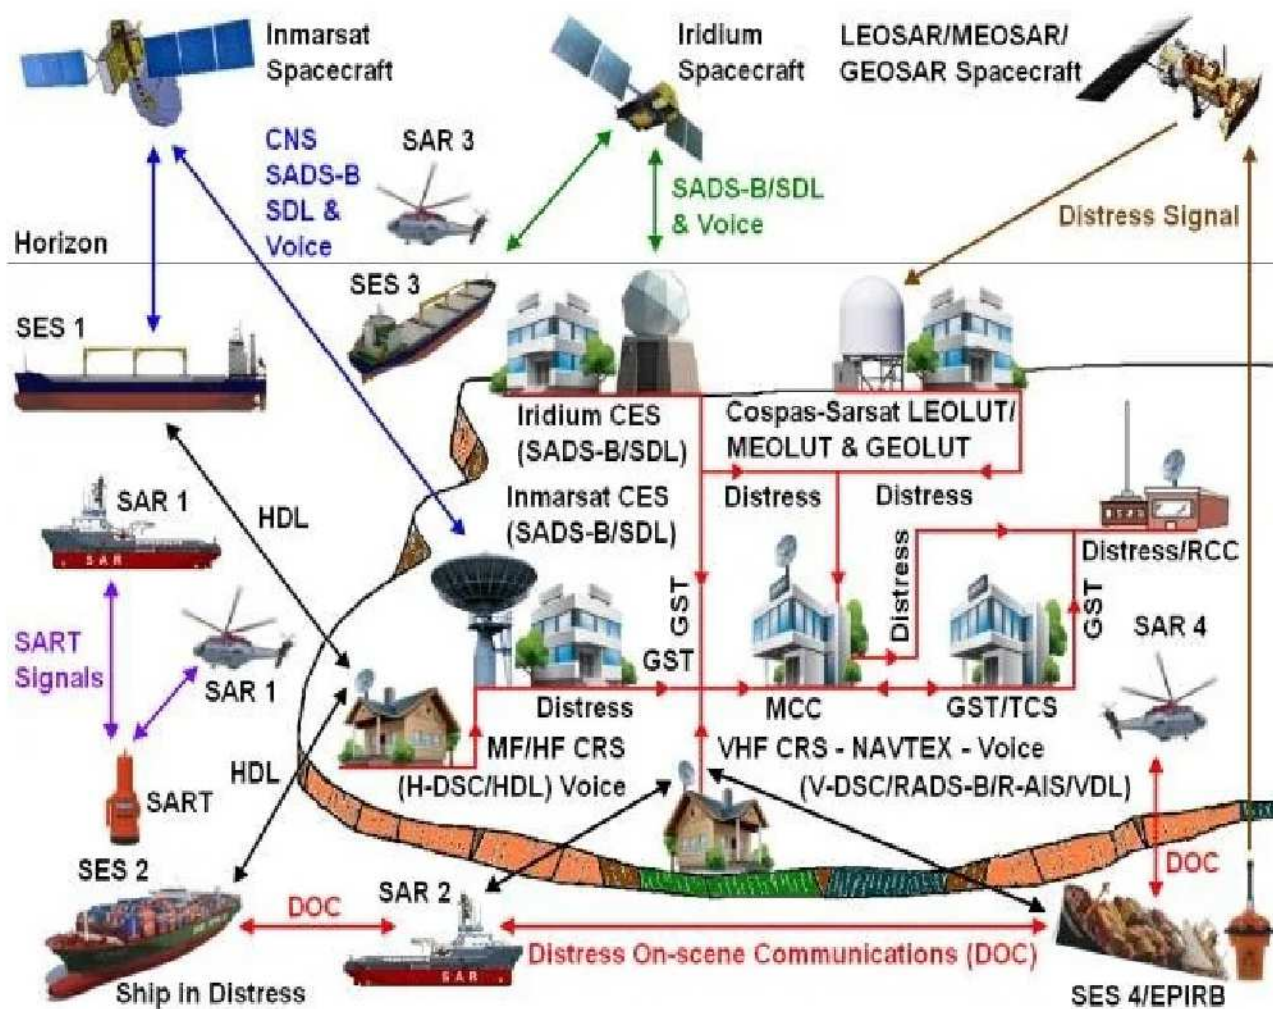 Inmarsat
Spacecraft
Iridium
Spacecraft
LEOSAR/MEOSAR/
GEOSAR Spacecraft
CNS
SADS-B
SDL &
Voice
SAR 3
SADS-B/SDL
& Voice
Distress Signal
Horizon
SES 1
SES 3
Iridium CES
(SADS-B/SDL)
Cospas-Sarsat LEOLUT/
MEOLUT & GEOLUT
SAR 1
SAR
HDL
Inmarsat CES
(SADS-B/SDL)
Distress
Distress
Distress/RCC
GST
Distress
GST
SART
Signals
SAR 1
GST
SAR 4
Distress
MCC
GST/TCS
HDL
MF/HF CRS
(H-DSC/HDL) Voice
VHF CRS - NAVTEX - Voice
(V-DSC/RADS-B/R-AIS/VDL)
SART
SES 2
DOC
SAR 2
DOC
SAR
Distress On-scene Communications (DOC)
Ship in Distress
SES 4/EPIRB